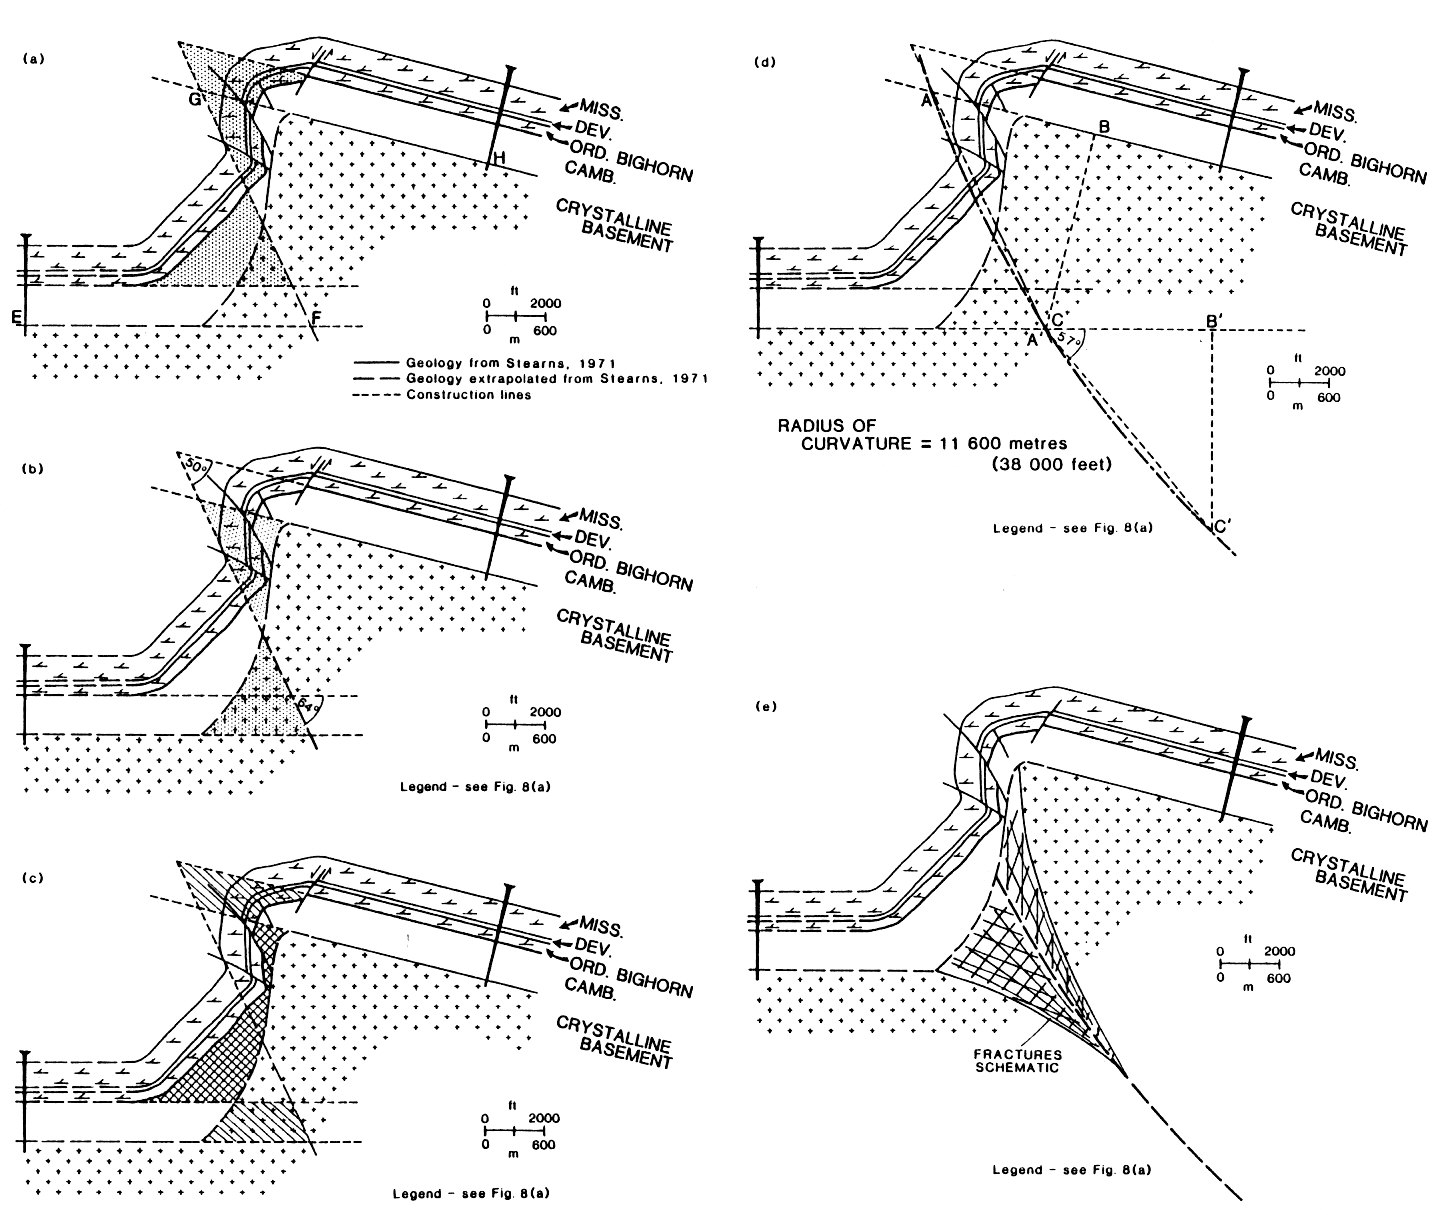 (a)
G
H
E
F
MISS.
DEV.
ORD. BIGHORN
CAMB.
CRYSTALLINE
BASEMENT
ft
0 2000
0 600
m
Geology from Stearns, 1971
Geology extrapolated from Stearns, 1971
Construction lines
(b)
50°
64°
MISS.
DEV.
ORD. BIGHORN
CAMB.
CRYSTALLINE
BASEMENT
ft
0 2000
0 600
m
Legend - see Fig. 8(a)
(c)
MISS.
DEV.
ORD. BIGHORN
CAMB.
CRYSTALLINE
BASEMENT
ft
0 2000
0 600
m
Legend - see Fig. 8(a)
(d)
A
B
C
A'
B'
57°
C'
MISS.
DEV.
ORD. BIGHORN
CAMB.
CRYSTALLINE
BASEMENT
ft
0 2000
0 600
m
RADIUS OF
CURVATURE = 11 600 metres
(38 000 feet)
Legend - see Fig. 8(a)
(e)
MISS.
DEV.
ORD. BIGHORN
CAMB.
CRYSTALLINE
BASEMENT
ft
0 2000
0 600
m
FRACTURES
SCHEMATIC
Legend - see Fig. 8(a)